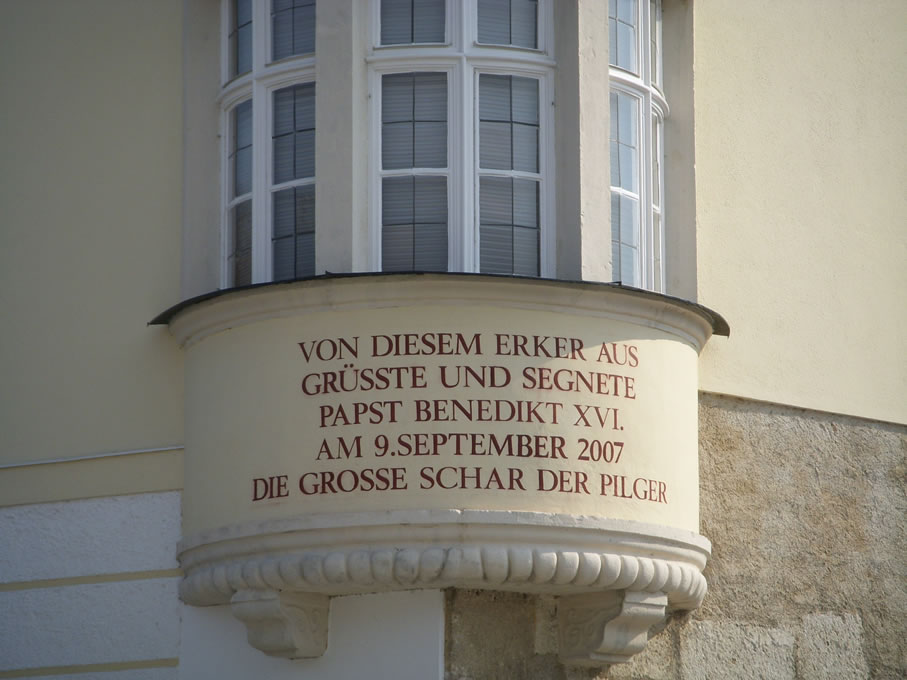 VON DIESEM ERKER AUS
GRÜSSTE UND SEGNETE
PAPST BENEDIKT XVI.
AM 9.SEPTEMBER 2007
DIE GROSSE SCHAR DER PILGER